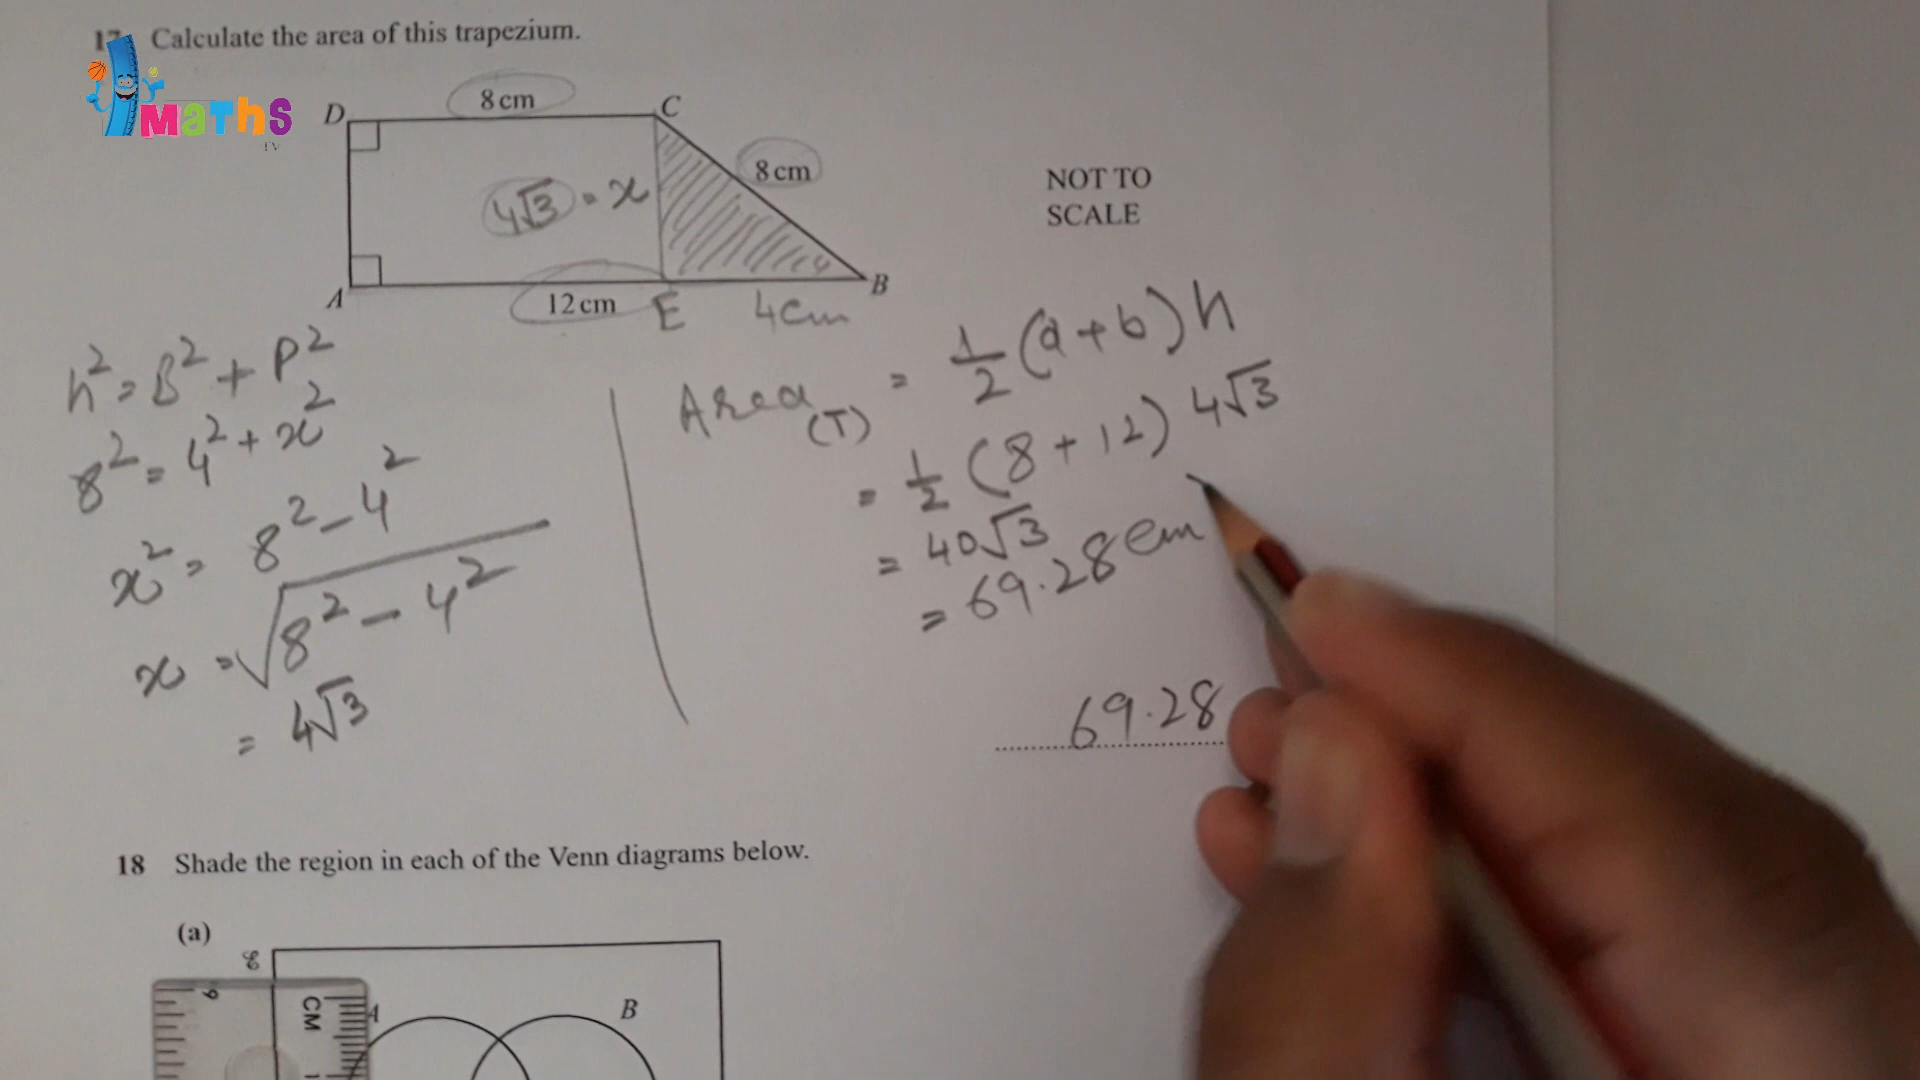 17 Calculate the area of this trapezium.
MaTHS
TV
D
8 cm
C
8 cm
4√3 = x
NOT TO
SCALE
A
12 cm
E
4cm
B
h² = B² + P²
8² = 4² + x²
x² = 8² - 4²
x = √8² - 4²
= 4√3
Area (T) = 1/2 (a + b) h
= 1/2 (8 + 12) 4√3
= 40√3
= 69.28 cm
69.28
18 Shade the region in each of the Venn diagrams below.
(a)
ℰ
A
B
9
CM